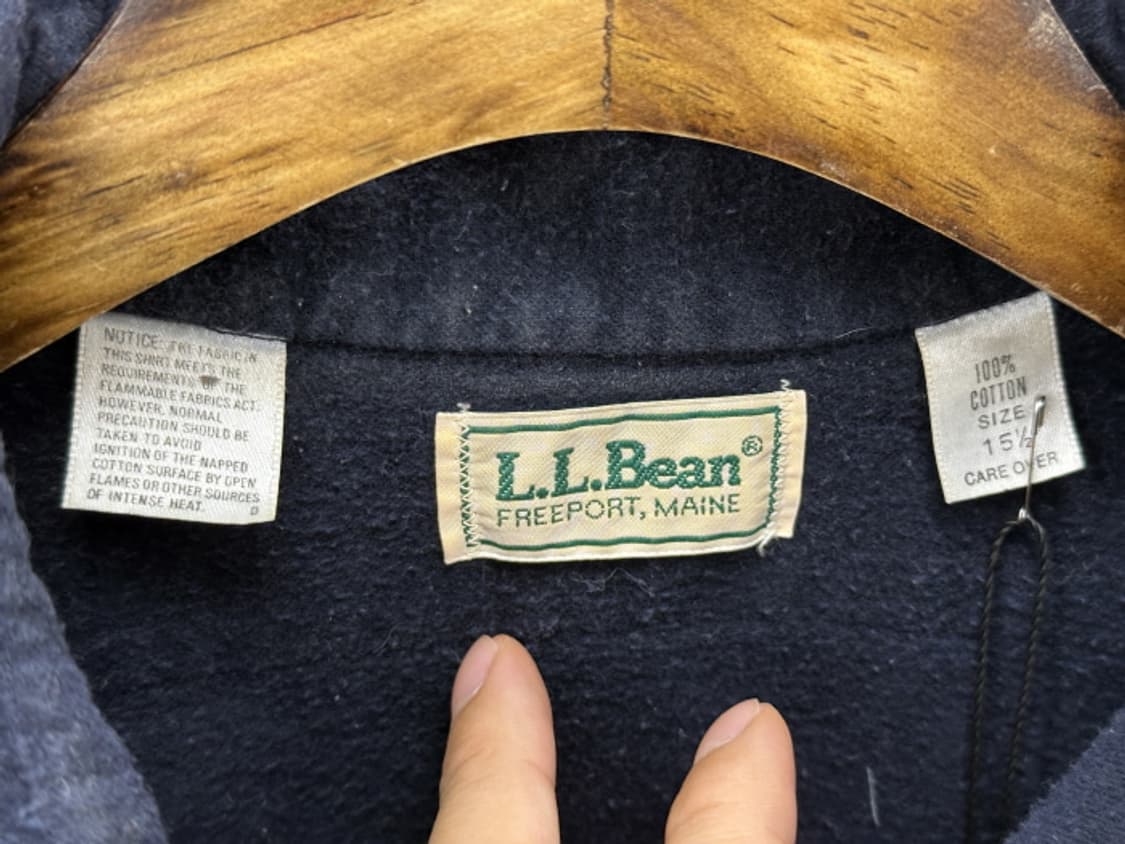 NOTICE: THE FABRIC IN
THIS SHIRT MEETS THE
REQUIREMENTS OF THE
FLAMMABLE FABRICS ACT.
HOWEVER, NORMAL
PRECAUTION SHOULD BE
TAKEN TO AVOID
IGNITION OF THE NAPPED
COTTON SURFACE BY OPEN
FLAMES OR OTHER SOURCES
OF INTENSE HEAT.
D
L.L.Bean®
FREEPORT, MAINE
100%
COTTON
SIZE
15½
CARE OVER